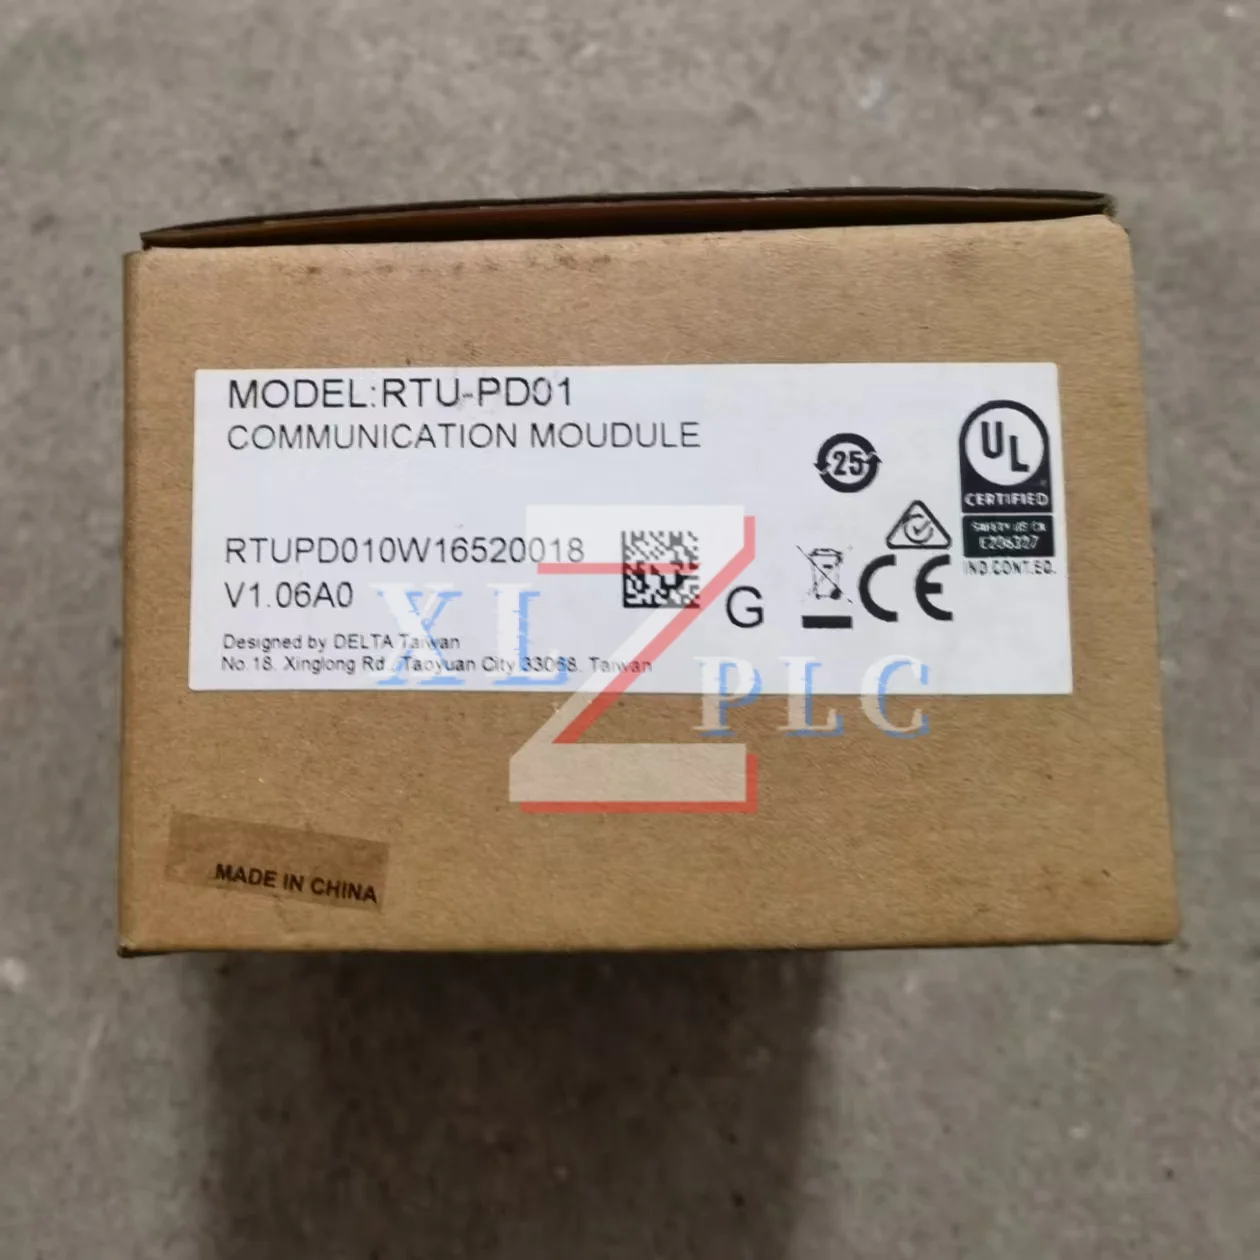 MODEL:RTU-PD01
COMMUNICATION MOUDULE
25
UL
CERTIFIED
SAFETY US CA
E236327
IND.CONT.EQ.
RTUPD010W16520018
V1.06A0
G
CE
Designed by DELTA Taiwan
No.18. Xinglong Rd., Taoyuan City 33068. Taiwan
XLZ PLC
MADE IN CHINA